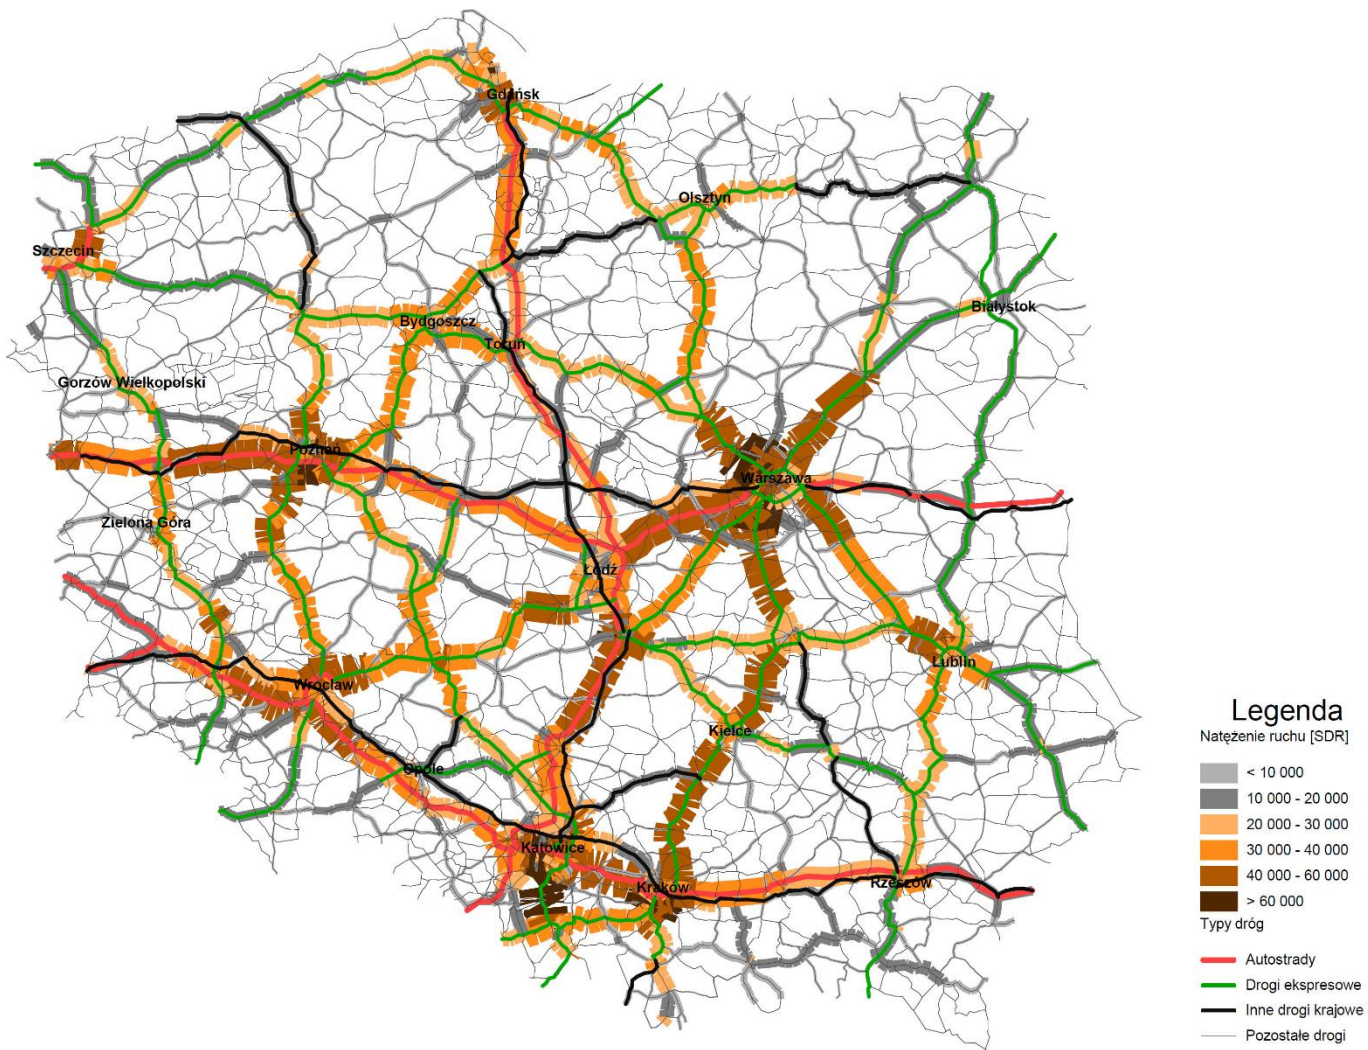 Gdańsk
Olsztyn
Szczecin
Białystok
Bydgoszcz
Toruń
Gorzów Wielkopolski
Poznań
Warszawa
Zielona Góra
Łódź
Lublin
Wrocław
Kielce
Opole
Katowice
Kraków
Rzeszów
Legenda
Natężenie ruchu [SDR]
< 10 000
10 000 - 20 000
20 000 - 30 000
30 000 - 40 000
40 000 - 60 000
> 60 000
Typy dróg
Autostrady
Drogi ekspresowe
Inne drogi krajowe
Pozostałe drogi